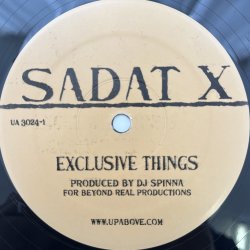 SADAT X
UA 3024-1
EXCLUSIVE THINGS
PRODUCED BY DJ SPINNA
FOR BEYOND REAL PRODUCTIONS
WWW.UPABOVE.COM